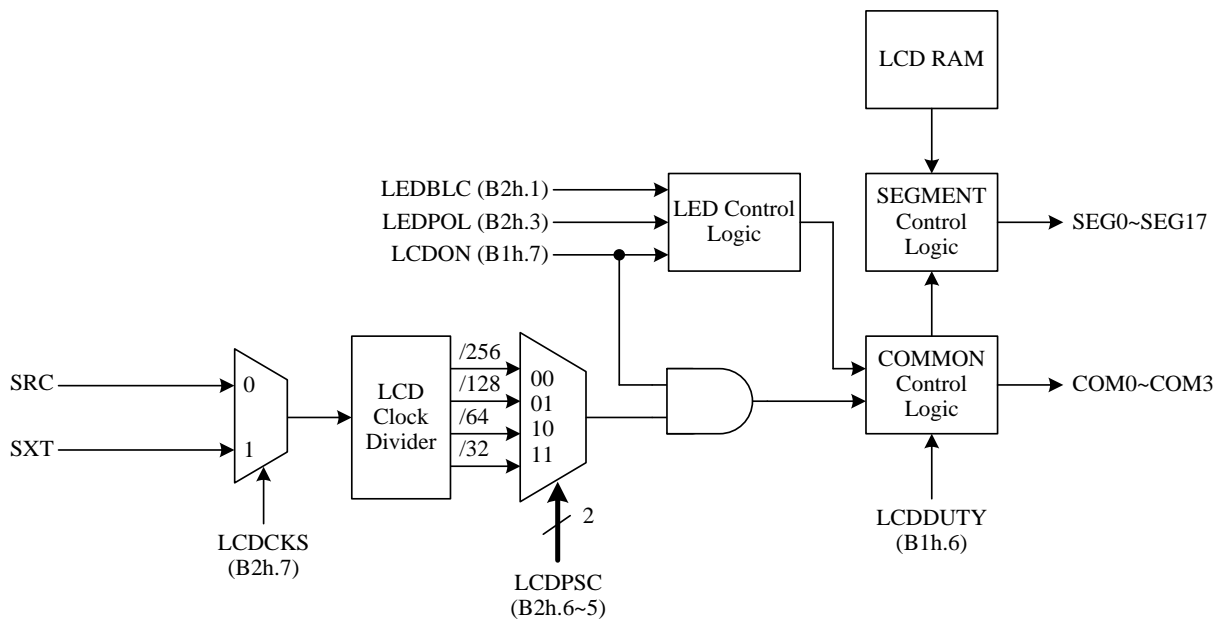 LCD RAM
LEDBLC (B2h.1)
LEDPOL (B2h.3)
LCDON (B1h.7)
LED Control
Logic
SEGMENT
Control
Logic
SEG0~SEG17
SRC
SXT
0
1
LCDCKS
(B2h.7)
LCD
Clock
Divider
/256
/128
/64
/32
00
01
10
11
2
LCDPSC
(B2h.6~5)
COMMON
Control
Logic
COM0~COM3
LCDDUTY
(B1h.6)